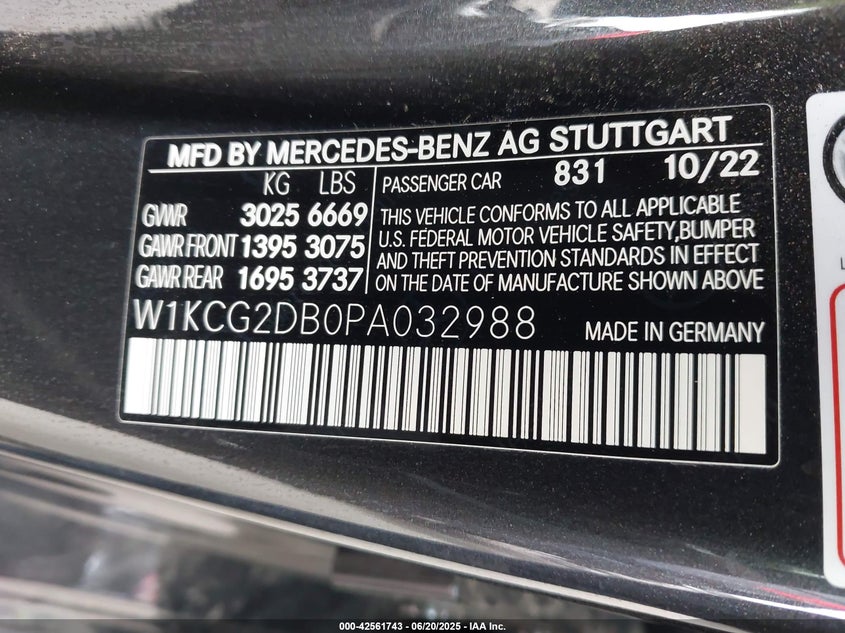 MFD BY MERCEDES-BENZ AG STUTTGART
KG LBS
GVWR 3025 6669
GAWR FRONT 1395 3075
GAWR REAR 1695 3737
PASSENGER CAR 831 10/22
THIS VEHICLE CONFORMS TO ALL APPLICABLE
U.S. FEDERAL MOTOR VEHICLE SAFETY,BUMPER
AND THEFT PREVENTION STANDARDS IN EFFECT
ON THE DATE OF MANUFACTURE SHOWN ABOVE
W1KCG2DB0PA032988 MADE IN GERMANY
000-42561743 / 06/20/2025 - IAA Inc.